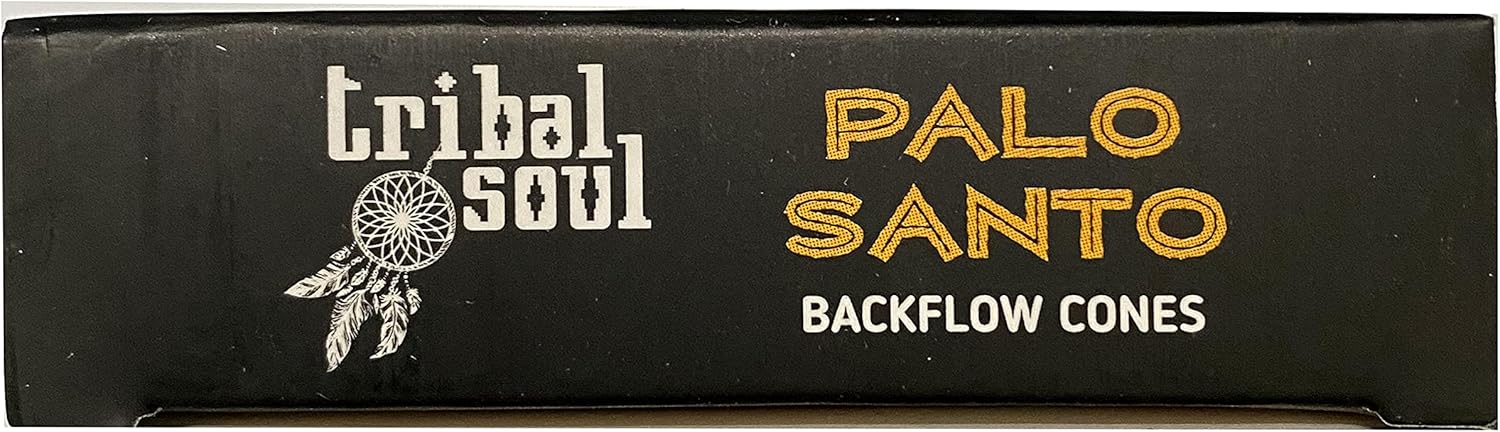 tribal
soul
PALO
SANTO
BACKFLOW CONES